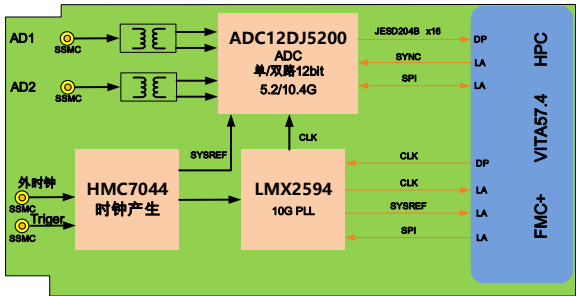 AD1
SSMC
AD2
SSMC
ADC12DJ5200
ADC
单/双路12bit
5.2/10.4G
JESD204B x16
SYNC
SPI
DP
LA
LA
HPC
VITA57.4
FMC+
SYSREF
CLK
外时钟
SSMC
Triger
SSMC
HMC7044
时钟产生
LMX2594
10G PLL
CLK
CLK
SYSREF
SPI
DP
LA
LA
LA